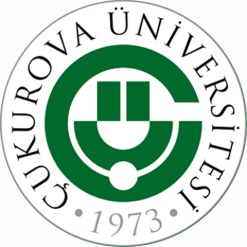 ÇUKUROVA ÜNİVERSİTESİ
• 1973 •